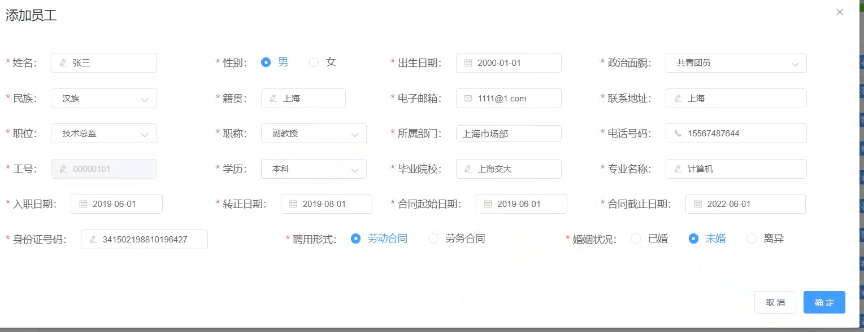 添加员工
* 姓名: 张三 * 性别: 男 女 * 出生日期: 2000-01-01 * 政治面貌: 共青团员
* 民族: 汉族 * 籍贯: 上海 * 电子邮箱: 1111@1.com * 联系地址: 上海
* 职位: 技术总监 * 职称: 副教授 * 所属部门: 上海市场部 * 电话号码: 15567487644
* 工号: 00000101 * 学历: 本科 * 毕业院校: 上海交大 * 专业名称: 计算机
* 入职日期: 2019-06-01 * 转正日期: 2019-08-01 * 合同起始日期: 2019-06-01 * 合同截止日期: 2022-06-01
* 身份证号码: 341502198810196427 * 聘用形式: 劳动合同 劳务合同 * 婚姻状况: 已婚 未婚 离异
取消 确定